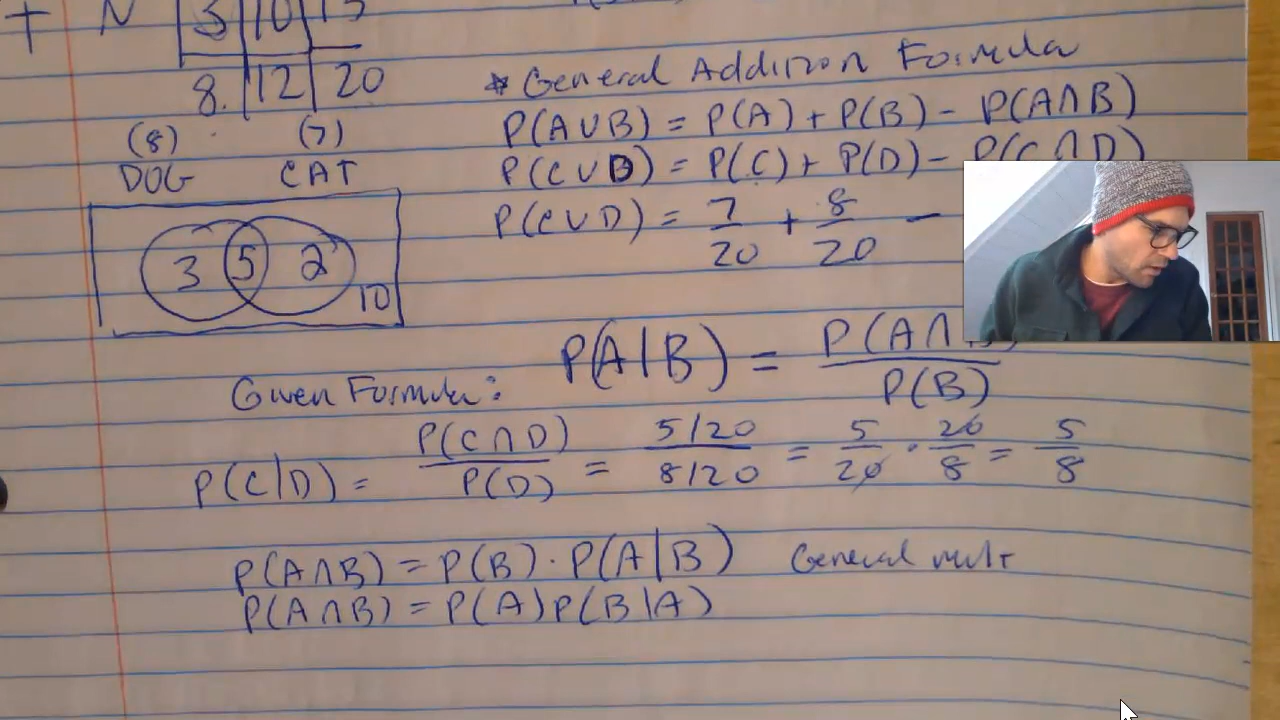 T N 3 10 13
8. 12 20
(8) (7)
DOG CAT
3 5 2
10
* General Addition Formula
P(A∪B) = P(A) + P(B) - P(A∩B)
P(C∪D) = P(C) + P(D) - P(C∩D)
P(C∪D) = 7/20 + 8/20 -
Given Formula: P(A|B) = P(A∩B)/P(B)
P(C|D) = P(C∩D)/P(D) = 5/20 / 8/20 = 5/20 · 20/8 = 5/8
P(A∩B) = P(B) · P(A|B) General mult
P(A∩B) = P(A)P(B|A)